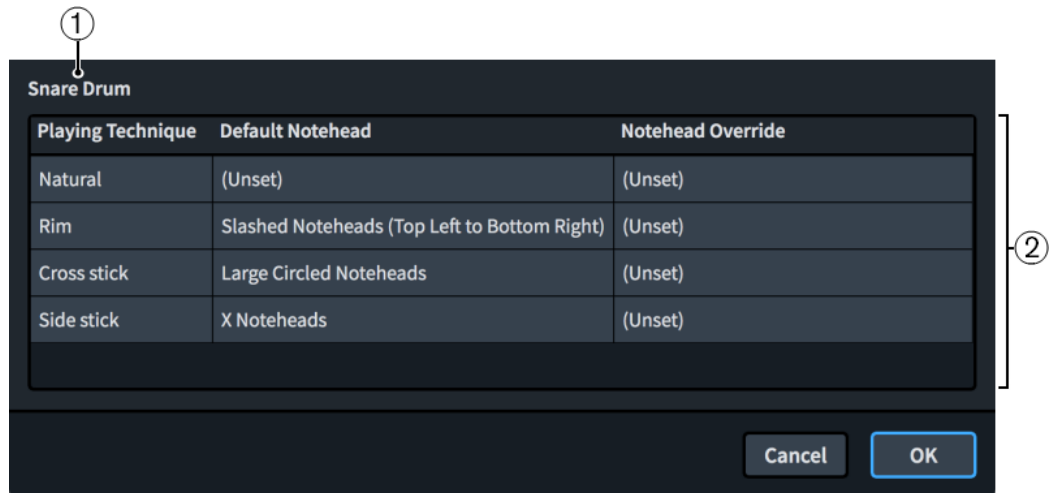 1
Snare Drum
Playing Technique Default Notehead Notehead Override
Natural (Unset) (Unset)
Rim Slashed Noteheads (Top Left to Bottom Right) (Unset)
Cross stick Large Circled Noteheads (Unset)
2
Side stick X Noteheads (Unset)
Cancel OK